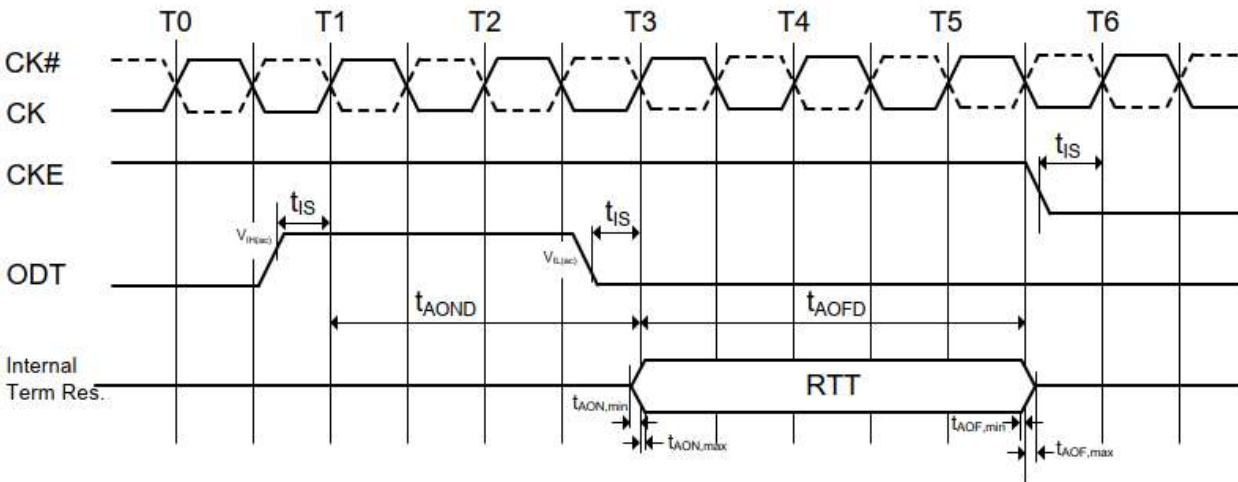 T0 T1 T2 T3 T4 T5 T6
CK#
CK
CKE
tIS
tIS
tIS
VIH(ac)
VIL(ac)
ODT
tAOND
tAOFD
Internal
Term Res.
RTT
tAON,min
tAOF,min
tAON,max
tAOF,max